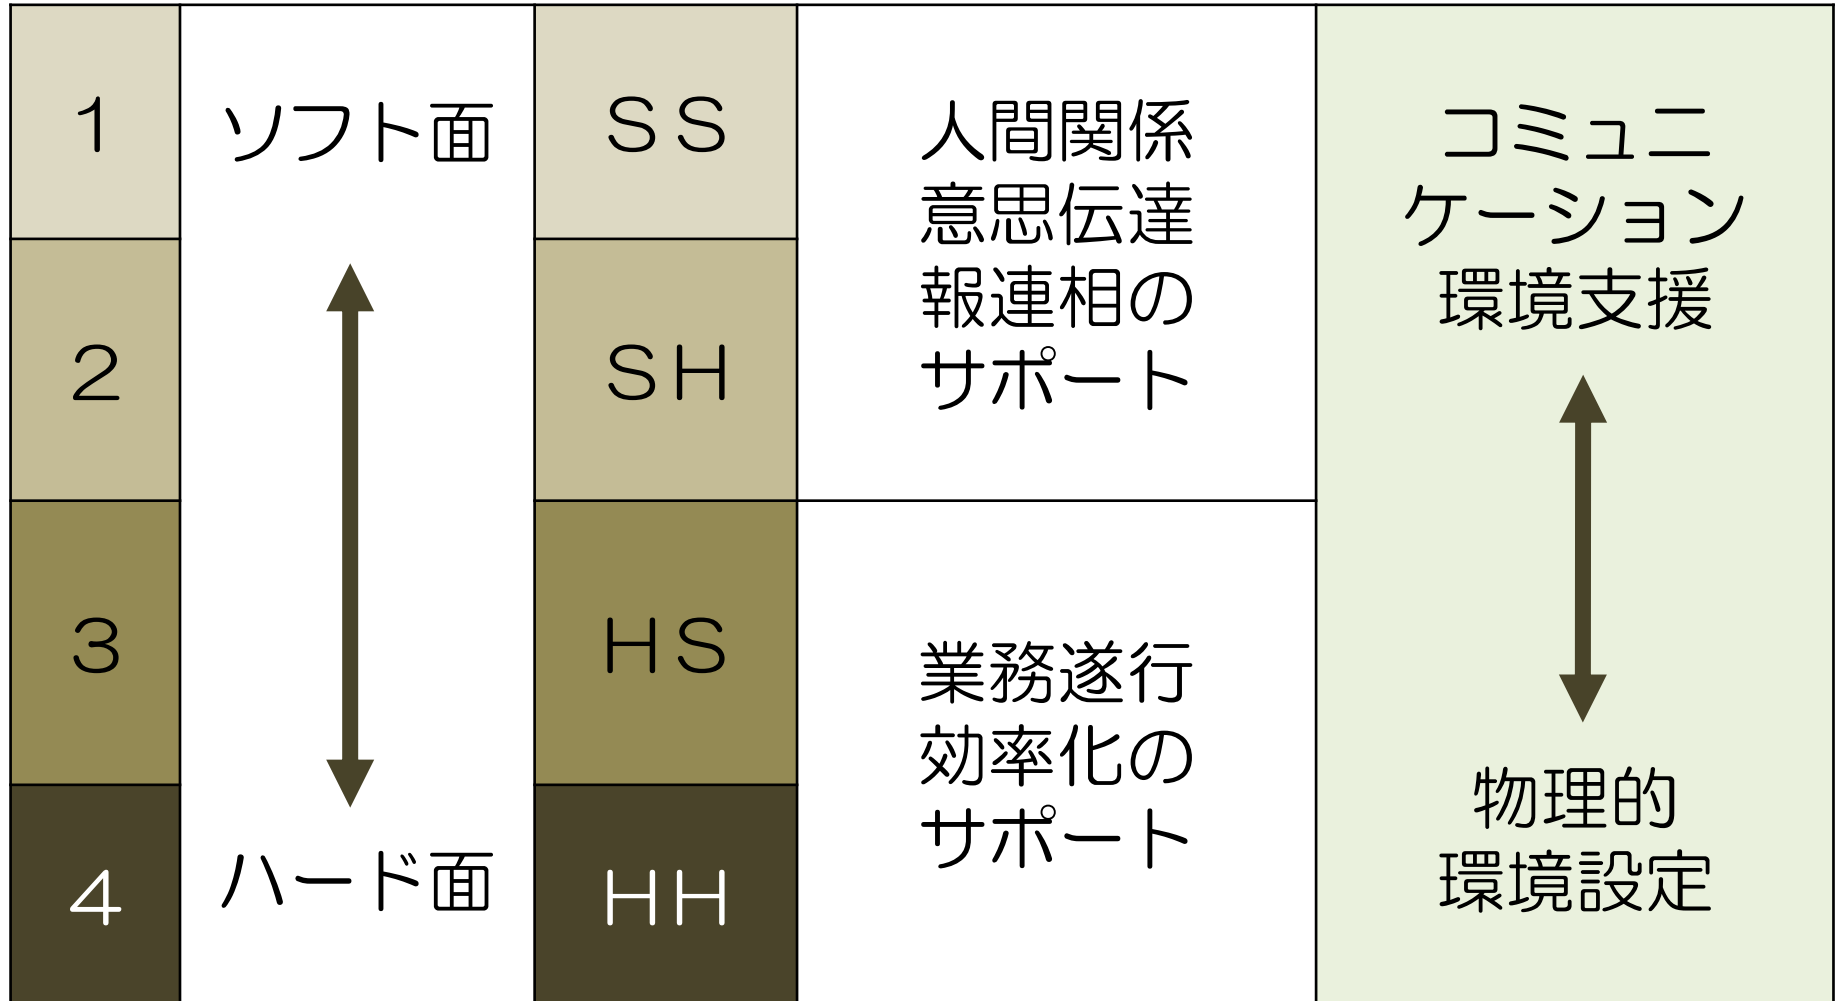 1
ソフト面
SS
人間関係
意思伝達
報連相の
サポート
コミュニ
ケーション
環境支援
2
SH
3
HS
業務遂行
効率化の
サポート
物理的
環境設定
4
ハード面
HH